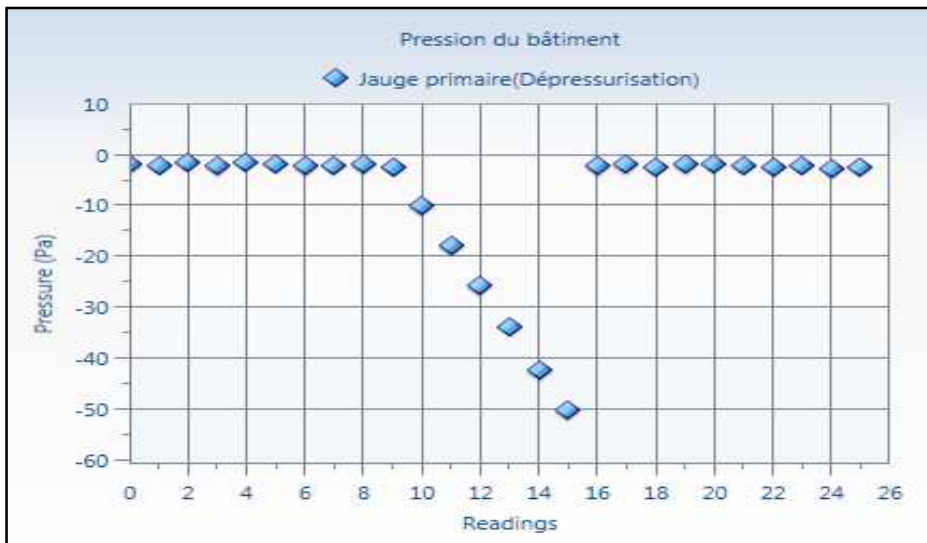 Pression du bâtiment
Jauge primaire(Dépressurisation)
10
0
-10
-20
-30
-40
-50
-60
Pressure (Pa)
0 2 4 6 8 10 12 14 16 18 20 22 24 26
Readings